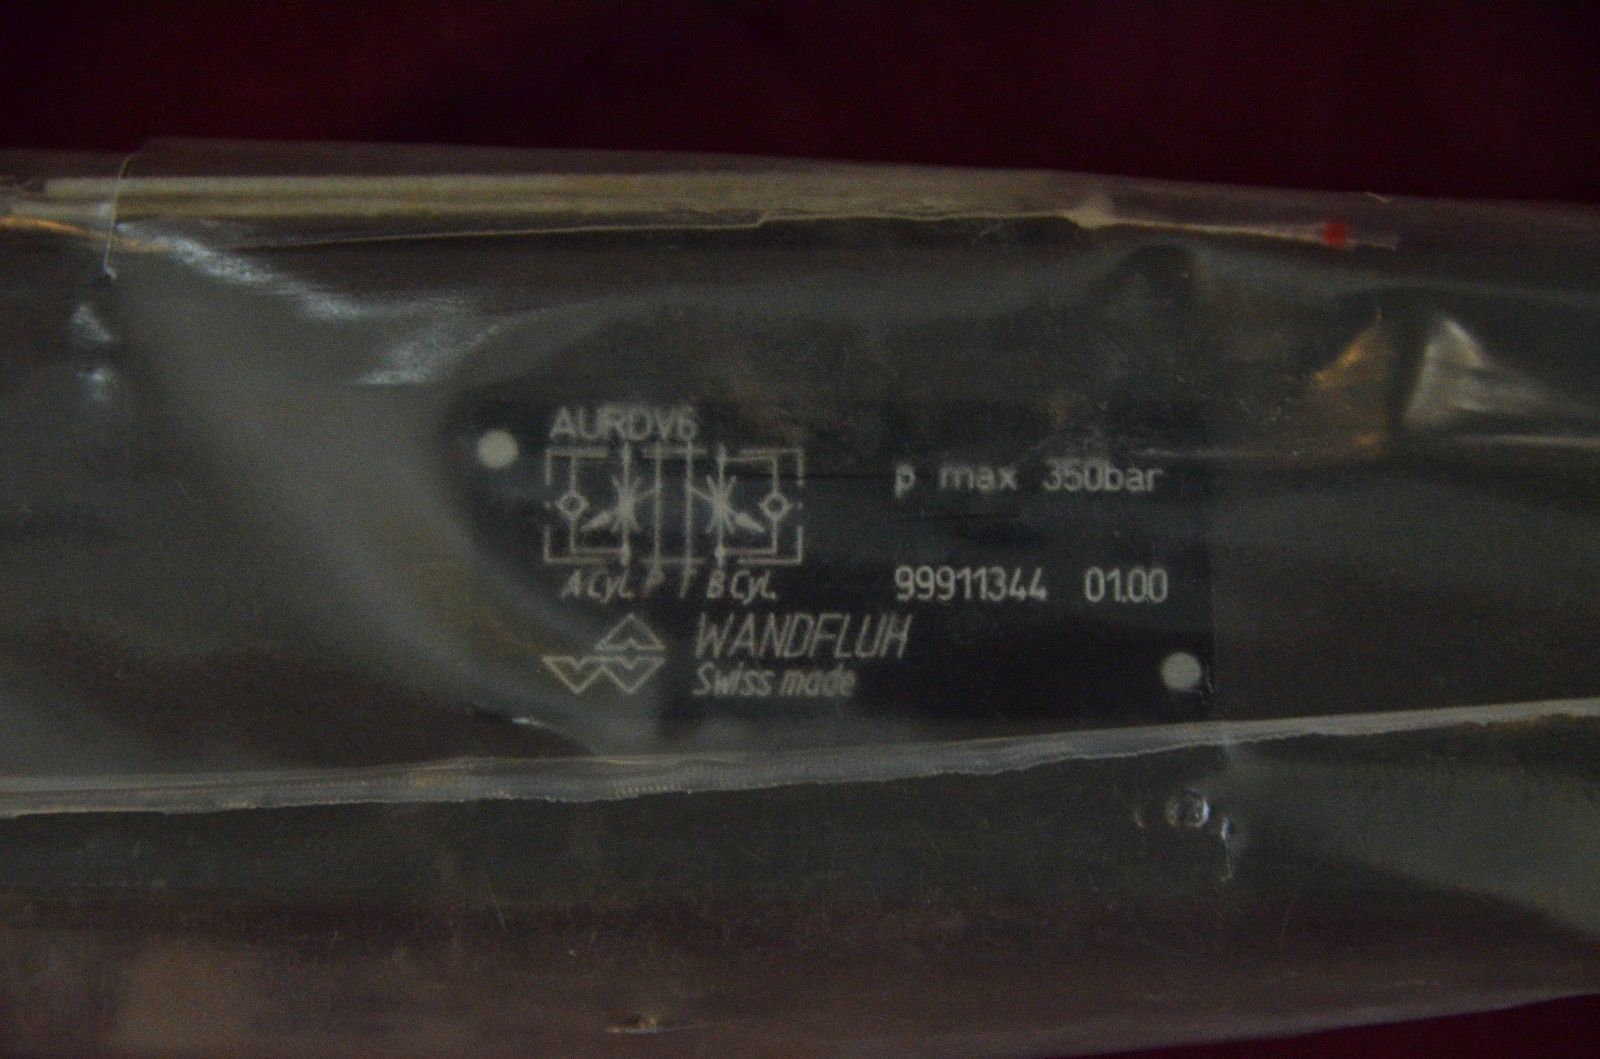 AURDV6
p max 350bar
A Cyl. P T B Cyl.
99911344 01.00
WANDFLUH
Swiss made